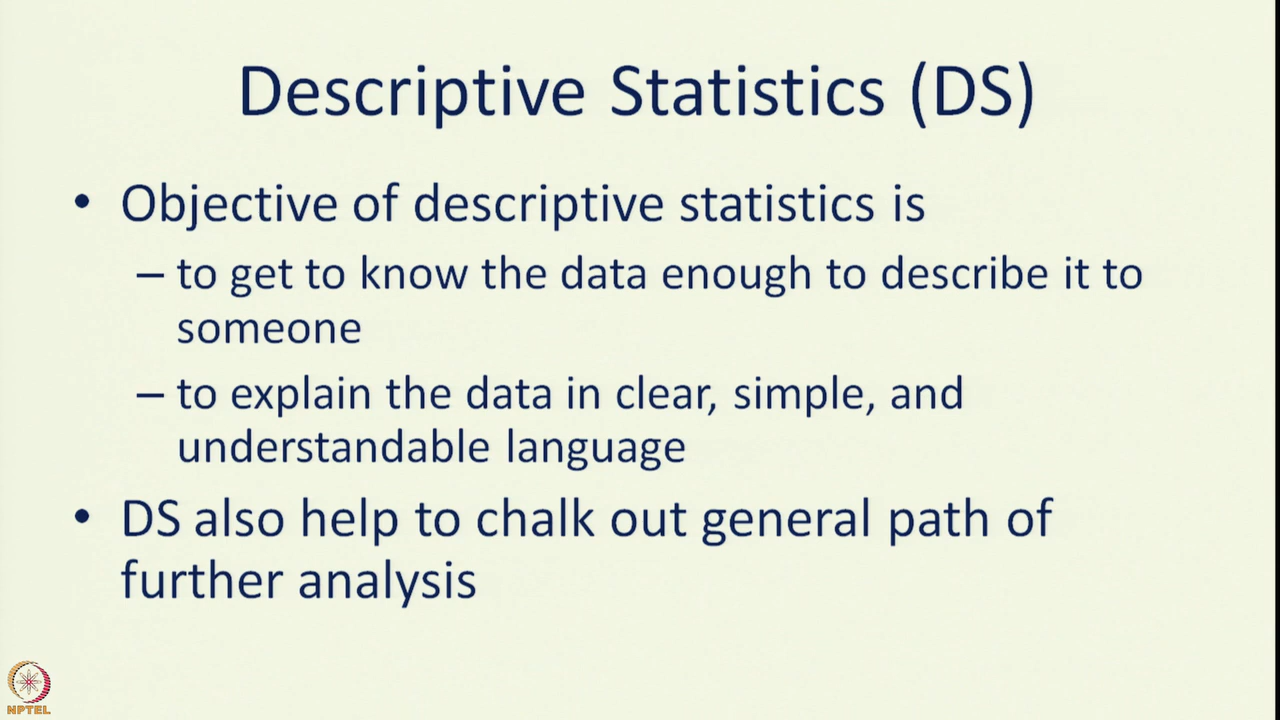 Descriptive Statistics (DS)
• Objective of descriptive statistics is
– to get to know the data enough to describe it to
someone
– to explain the data in clear, simple, and
understandable language
• DS also help to chalk out general path of
further analysis
NPTEL